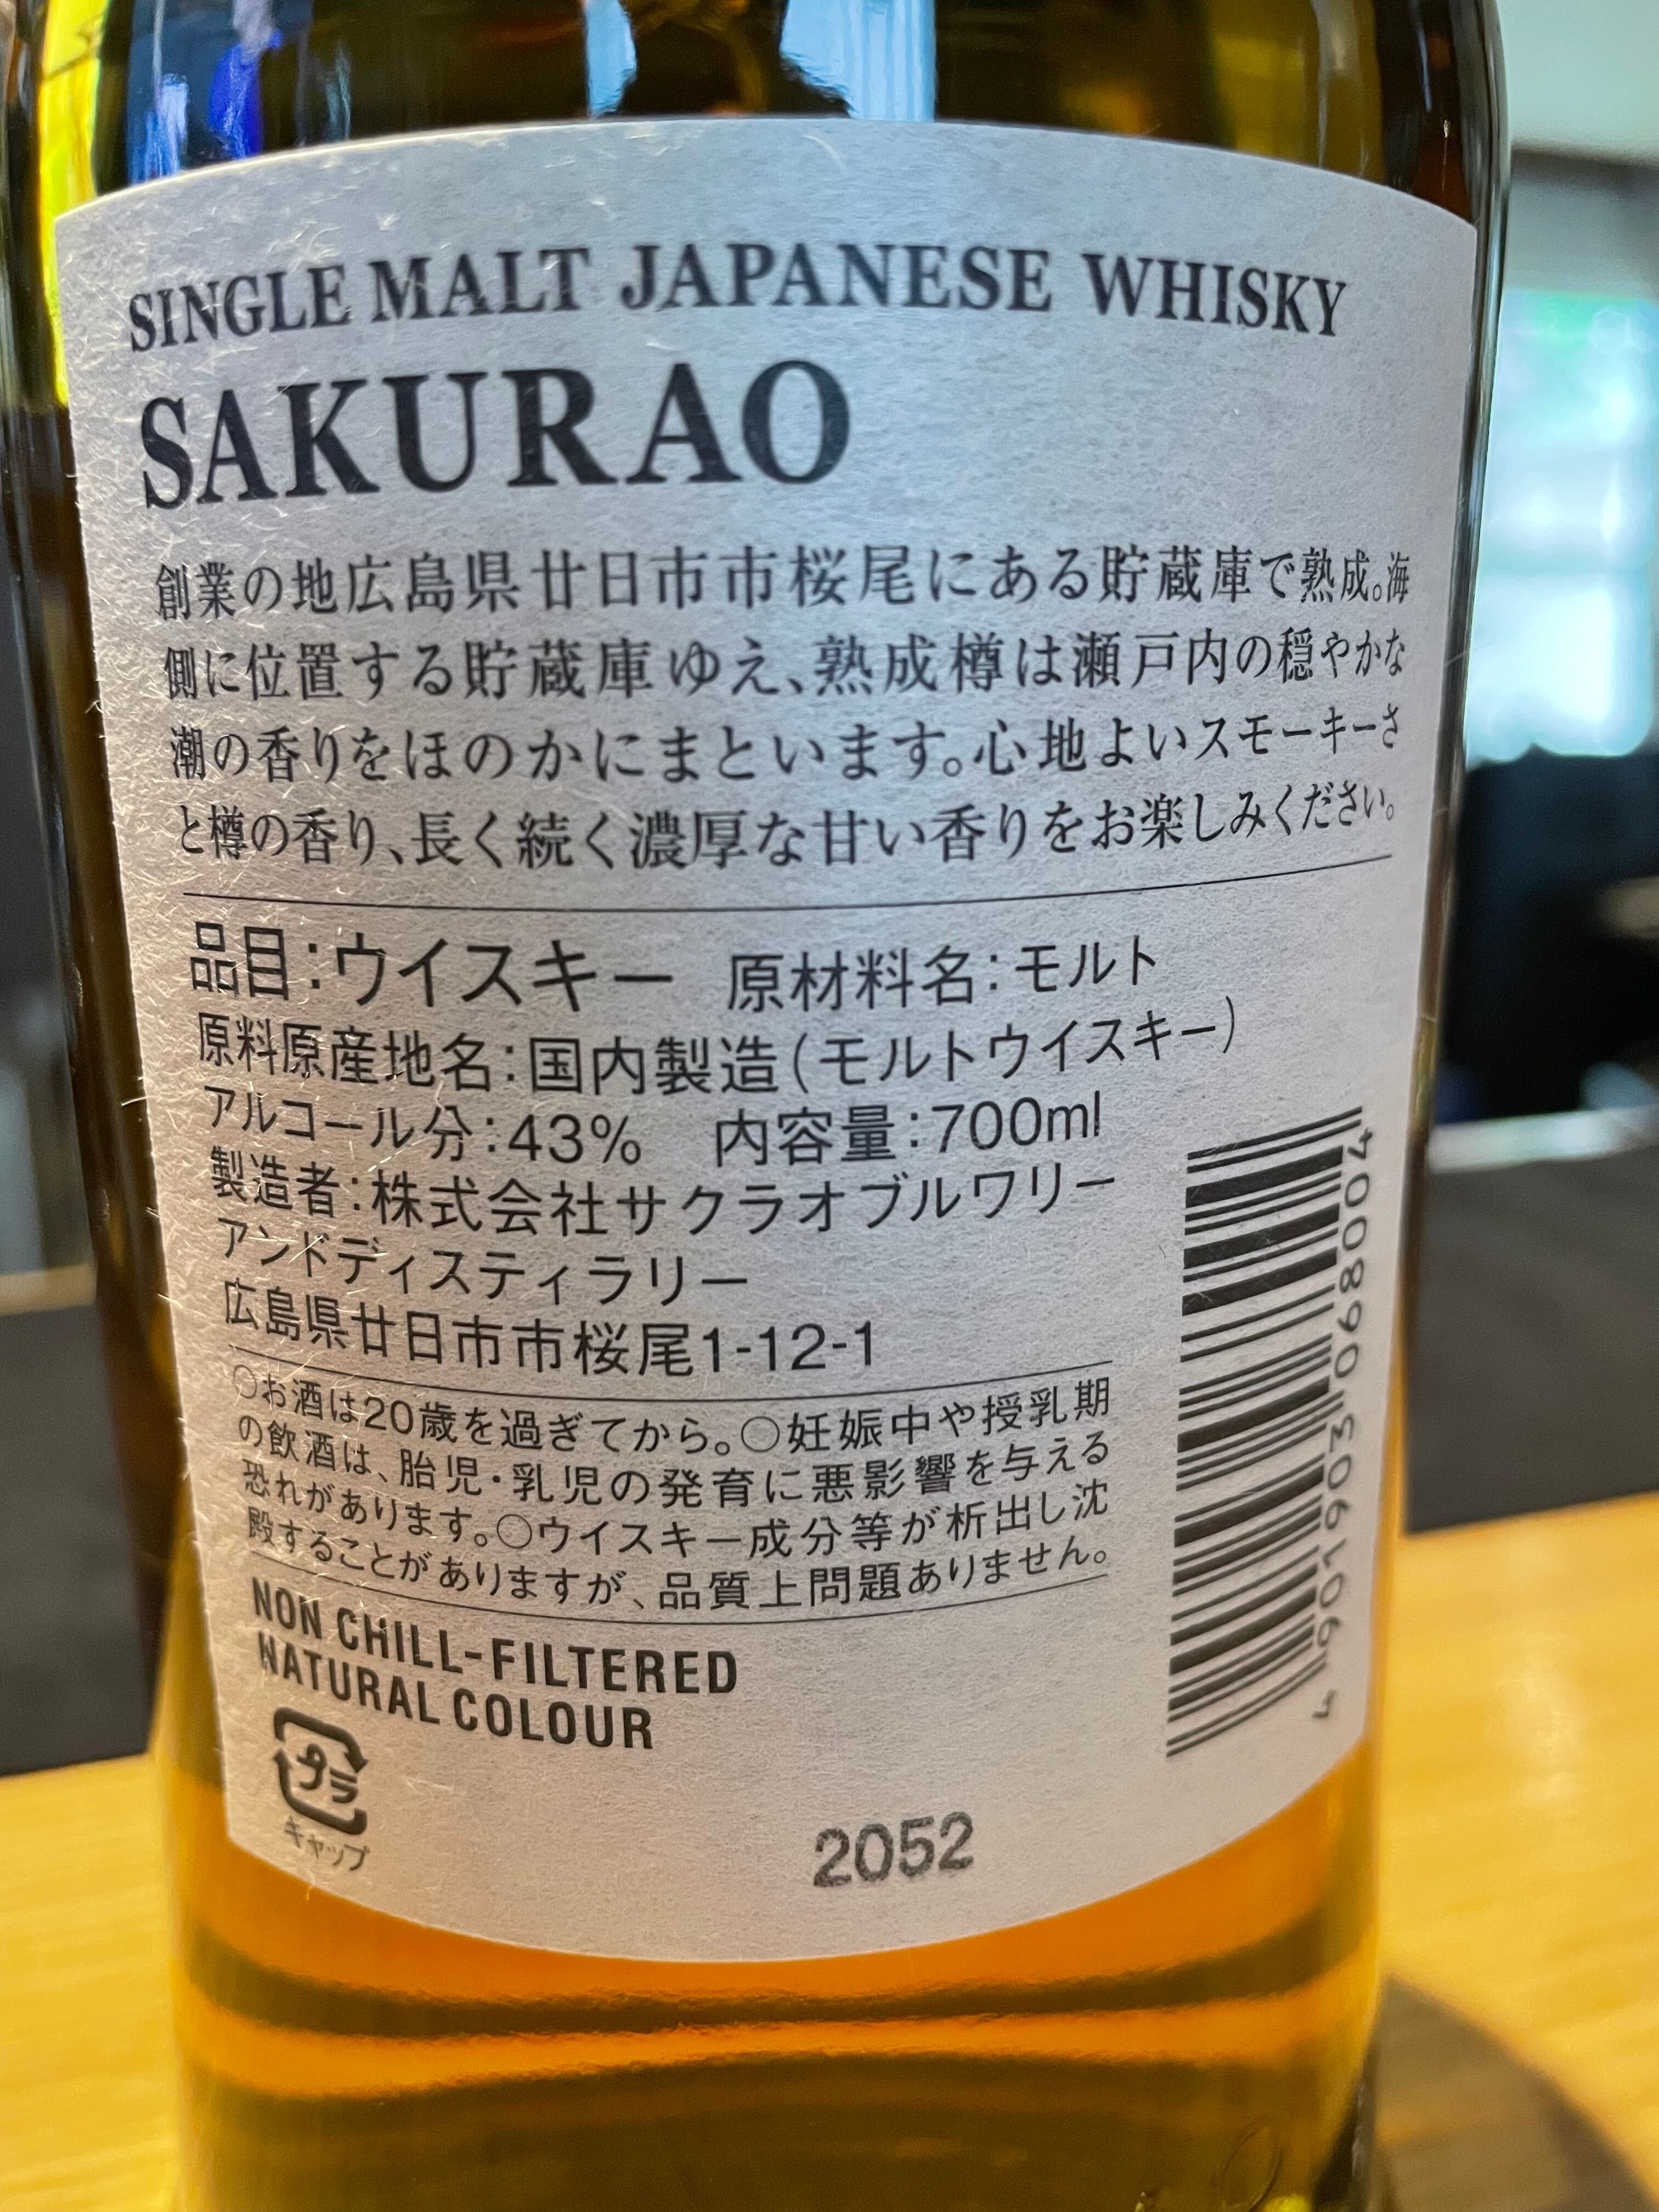 SINGLE MALT JAPANESE WHISKY
SAKURAO
創業の地広島県廿日市市桜尾にある貯蔵庫で熟成。海
側に位置する貯蔵庫ゆえ、熟成樽は瀬戸内の穏やかな
潮の香りをほのかにまといます。心地よいスモーキーさ
と樽の香り、長く続く濃厚な甘い香りをお楽しみください。
品目:ウイスキー 原材料名:モルト
原料原産地名:国内製造(モルトウイスキー)
アルコール分:43% 内容量:700ml
製造者:株式会社サクラオブルワリー
アンドディスティラリー
広島県廿日市市桜尾1-12-1
○お酒は20歳を過ぎてから。○妊娠中や授乳期
の飲酒は、胎児・乳児の発育に悪影響を与える
恐れがあります。○ウイスキー成分等が析出し沈
殿することがありますが、品質上問題ありません。
NON CHILL-FILTERED
NATURAL COLOUR
プラ
キャップ
2052
4901903068004